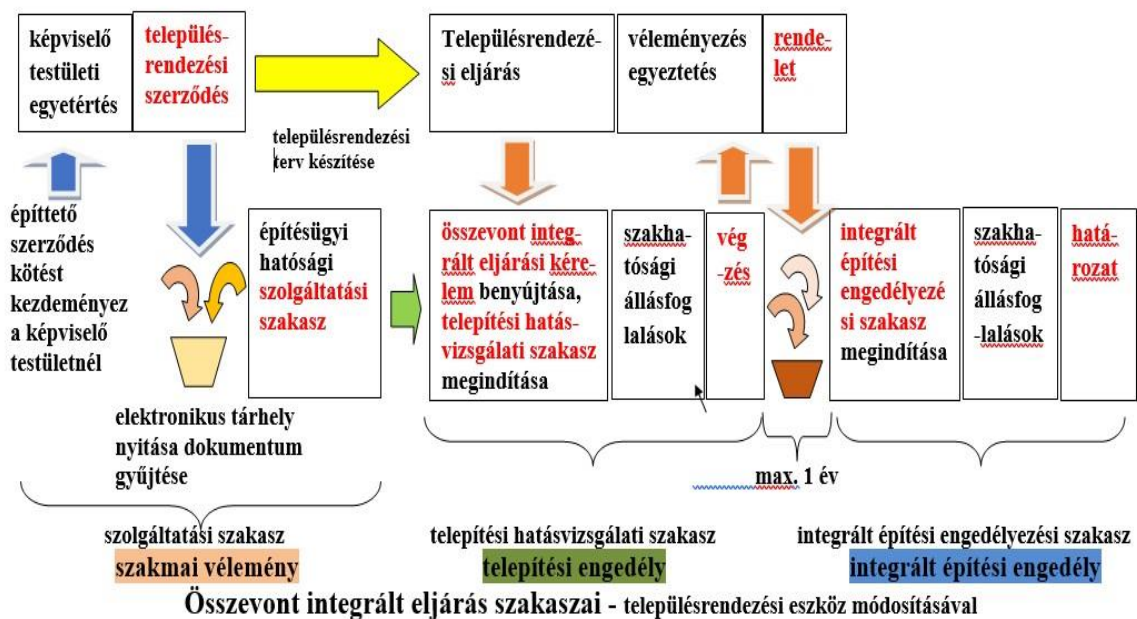 képviselő
testületi
egyetértés
település-
rendezési
szerződés
településrendezési
terv készítése
Településrendezé-
si eljárás
véleményezés
egyeztetés
rende-
let
építtető
szerződés
kötést
kezdeményez
a képviselő
testületnél
építésügyi
hatósági
szolgáltatási
szakasz
elektronikus tárhely
nyitása dokumentum
gyűjtése
összevont integ-
rált eljárási kére-
lem benyújtása,
telepítési hatás-
vizsgálati szakasz
megindítása
szakha-
tósági
állásfog
lalások
vég
-zés
integrált
építési
engedélyezé
si szakasz
megindítása
szakha-
tósági
állásfog
-lalások
hatá-
rozat
max. 1 év
szolgáltatási szakasz
szakmai vélemény
telepítési hatásvizsgálati szakasz
telepítési engedély
integrált építési engedélyezési szakasz
integrált építési engedély
Összevont integrált eljárás szakaszai - településrendezési eszköz módosításával